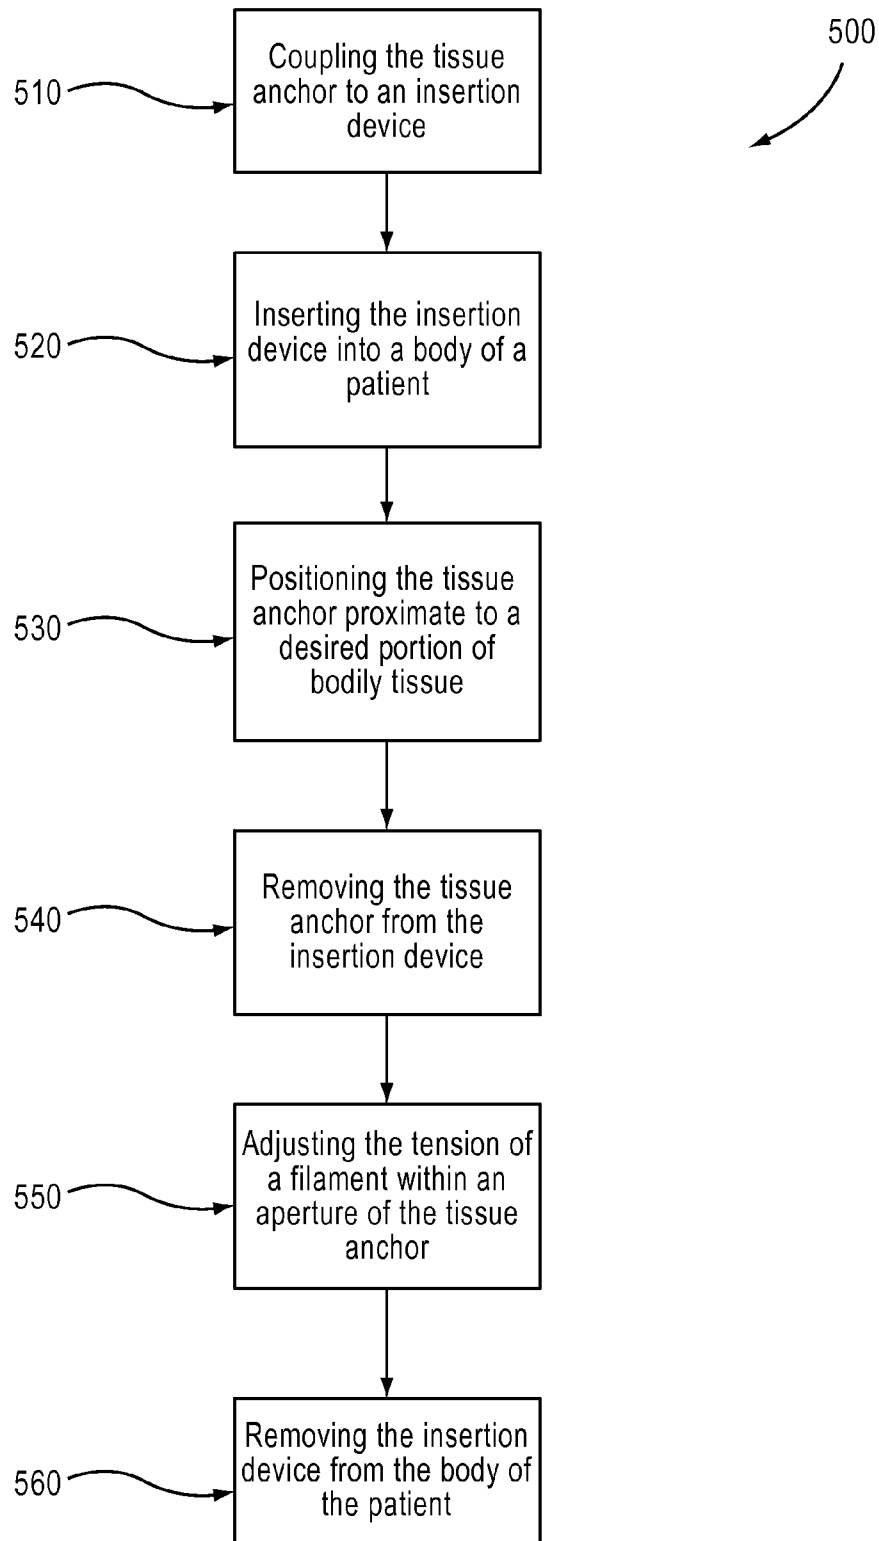 500
510
Coupling the tissue
anchor to an insertion
device
520
Inserting the insertion
device into a body of a
patient
530
Positioning the tissue
anchor proximate to a
desired portion of
bodily tissue
540
Removing the tissue
anchor from the
insertion device
550
Adjusting the tension of
a filament within an
aperture of the tissue
anchor
560
Removing the insertion
device from the body of
the patient